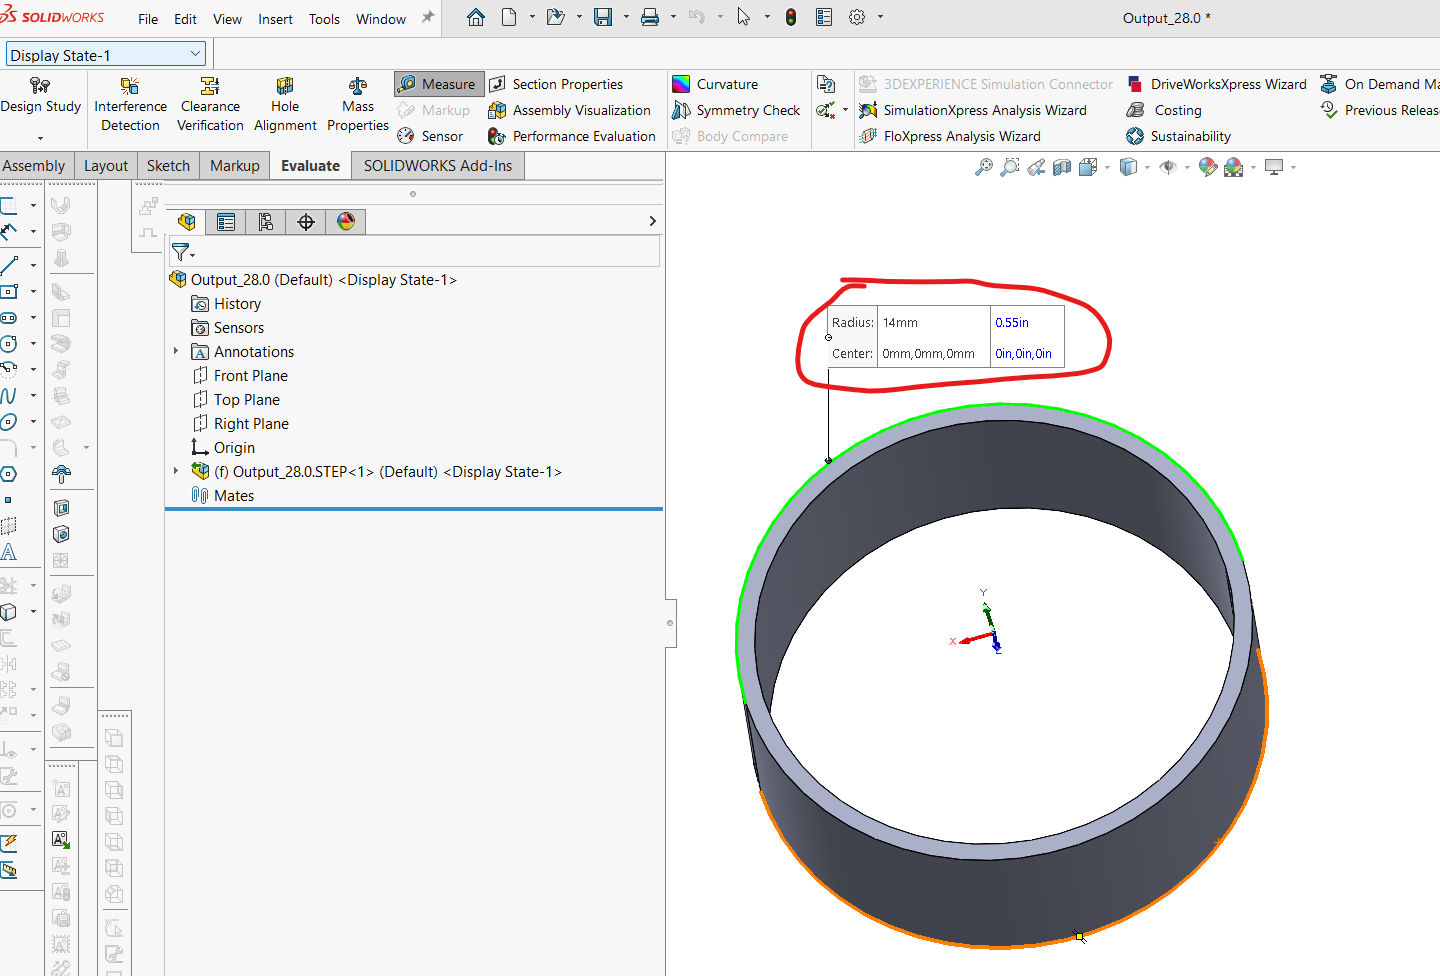 SOLIDWORKS
File Edit View Insert Tools Window
Output_28.0 *
Display State-1
Design Study
Interference Detection
Clearance Verification
Hole Alignment
Mass Properties
Measure
Markup
Sensor
Section Properties
Assembly Visualization
Performance Evaluation
Curvature
Symmetry Check
Body Compare
3DEXPERIENCE Simulation Connector
SimulationXpress Analysis Wizard
FloXpress Analysis Wizard
DriveWorksXpress Wizard
Costing
Sustainability
On Demand Ma
Previous Releas
Assembly Layout Sketch Markup Evaluate SOLIDWORKS Add-Ins
Output_28.0 (Default) <Display State-1>
History
Sensors
Annotations
Front Plane
Top Plane
Right Plane
Origin
(f) Output_28.0.STEP<1> (Default) <Display State-1>
Mates
Radius: 14mm 0.55in
Center: 0mm,0mm,0mm 0in,0in,0in
Y
X
Z